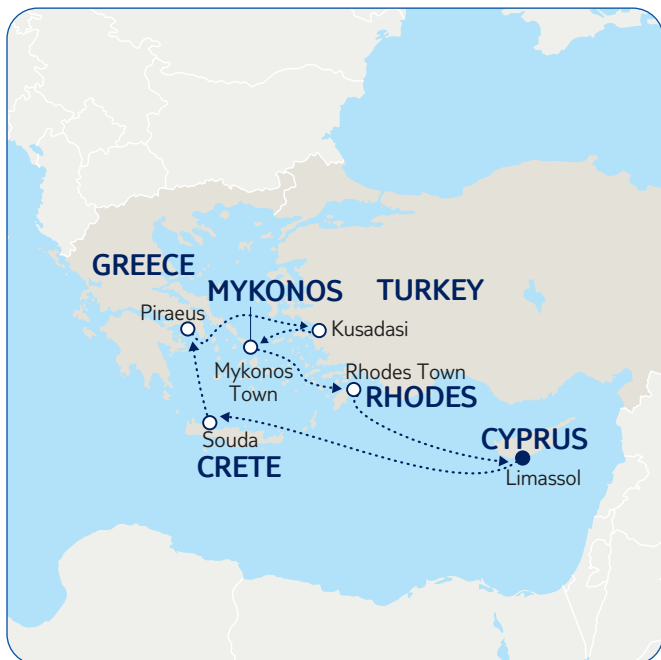 GREECE
MYKONOS
TURKEY
Piraeus
Kusadasi
Mykonos
Town
Rhodes Town
RHODES
Souda
CRETE
CYPRUS
Limassol